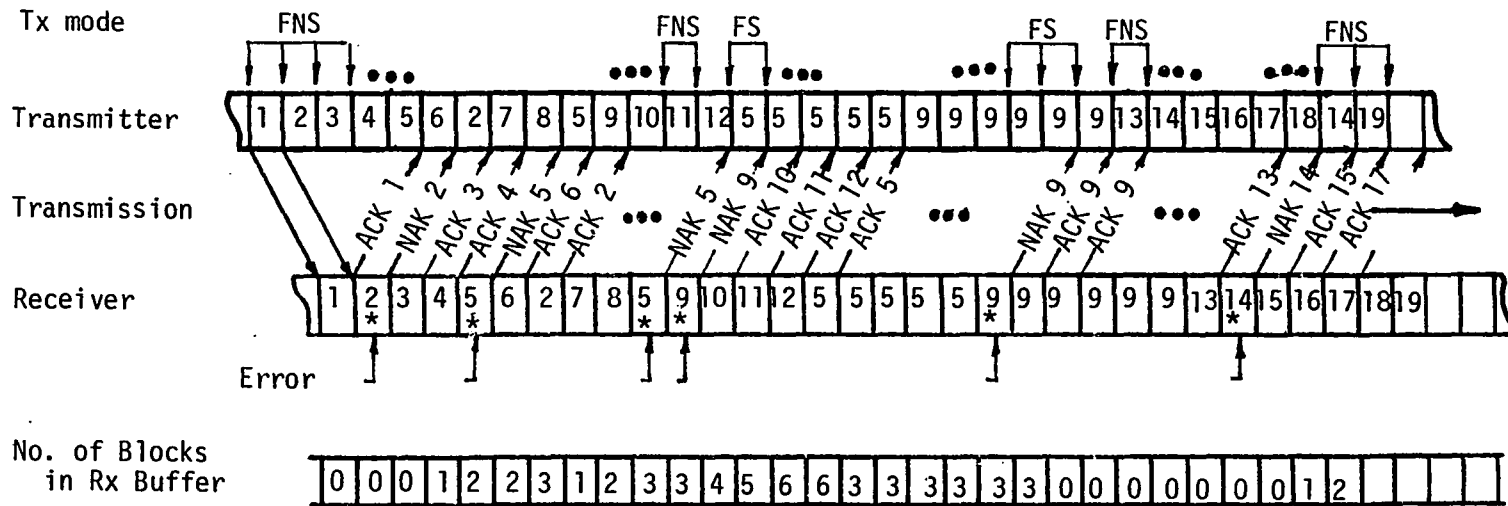 Tx mode
FNS
FNS
FS
FS
FNS
FNS
Transmitter
1 2 3 4 5 6 2 7 8 5 9 10 11 12 5 5 5 5 5 9 9 9 9 9 9 13 14 15 16 17 18 14 19
Transmission
ACK 1
NAK 2
ACK 3
ACK 4
NAK 5
ACK 6
ACK 2
NAK 5
NAK 9
ACK 10
ACK 11
ACK 12
ACK 5
NAK 9
ACK 9
ACK 9
ACK 13
NAK 14
ACK 15
ACK 17
Receiver
1 2 3 4 5 6 2 7 8 5 9 10 11 12 5 5 5 5 5 9 9 9 9 9 9 13 14 15 16 17 18 19
* * * * * *
Error
No. of Blocks
in Rx Buffer
0 0 0 1 2 2 3 1 2 3 3 4 5 6 6 3 3 3 3 3 3 0 0 0 0 0 0 0 1 2